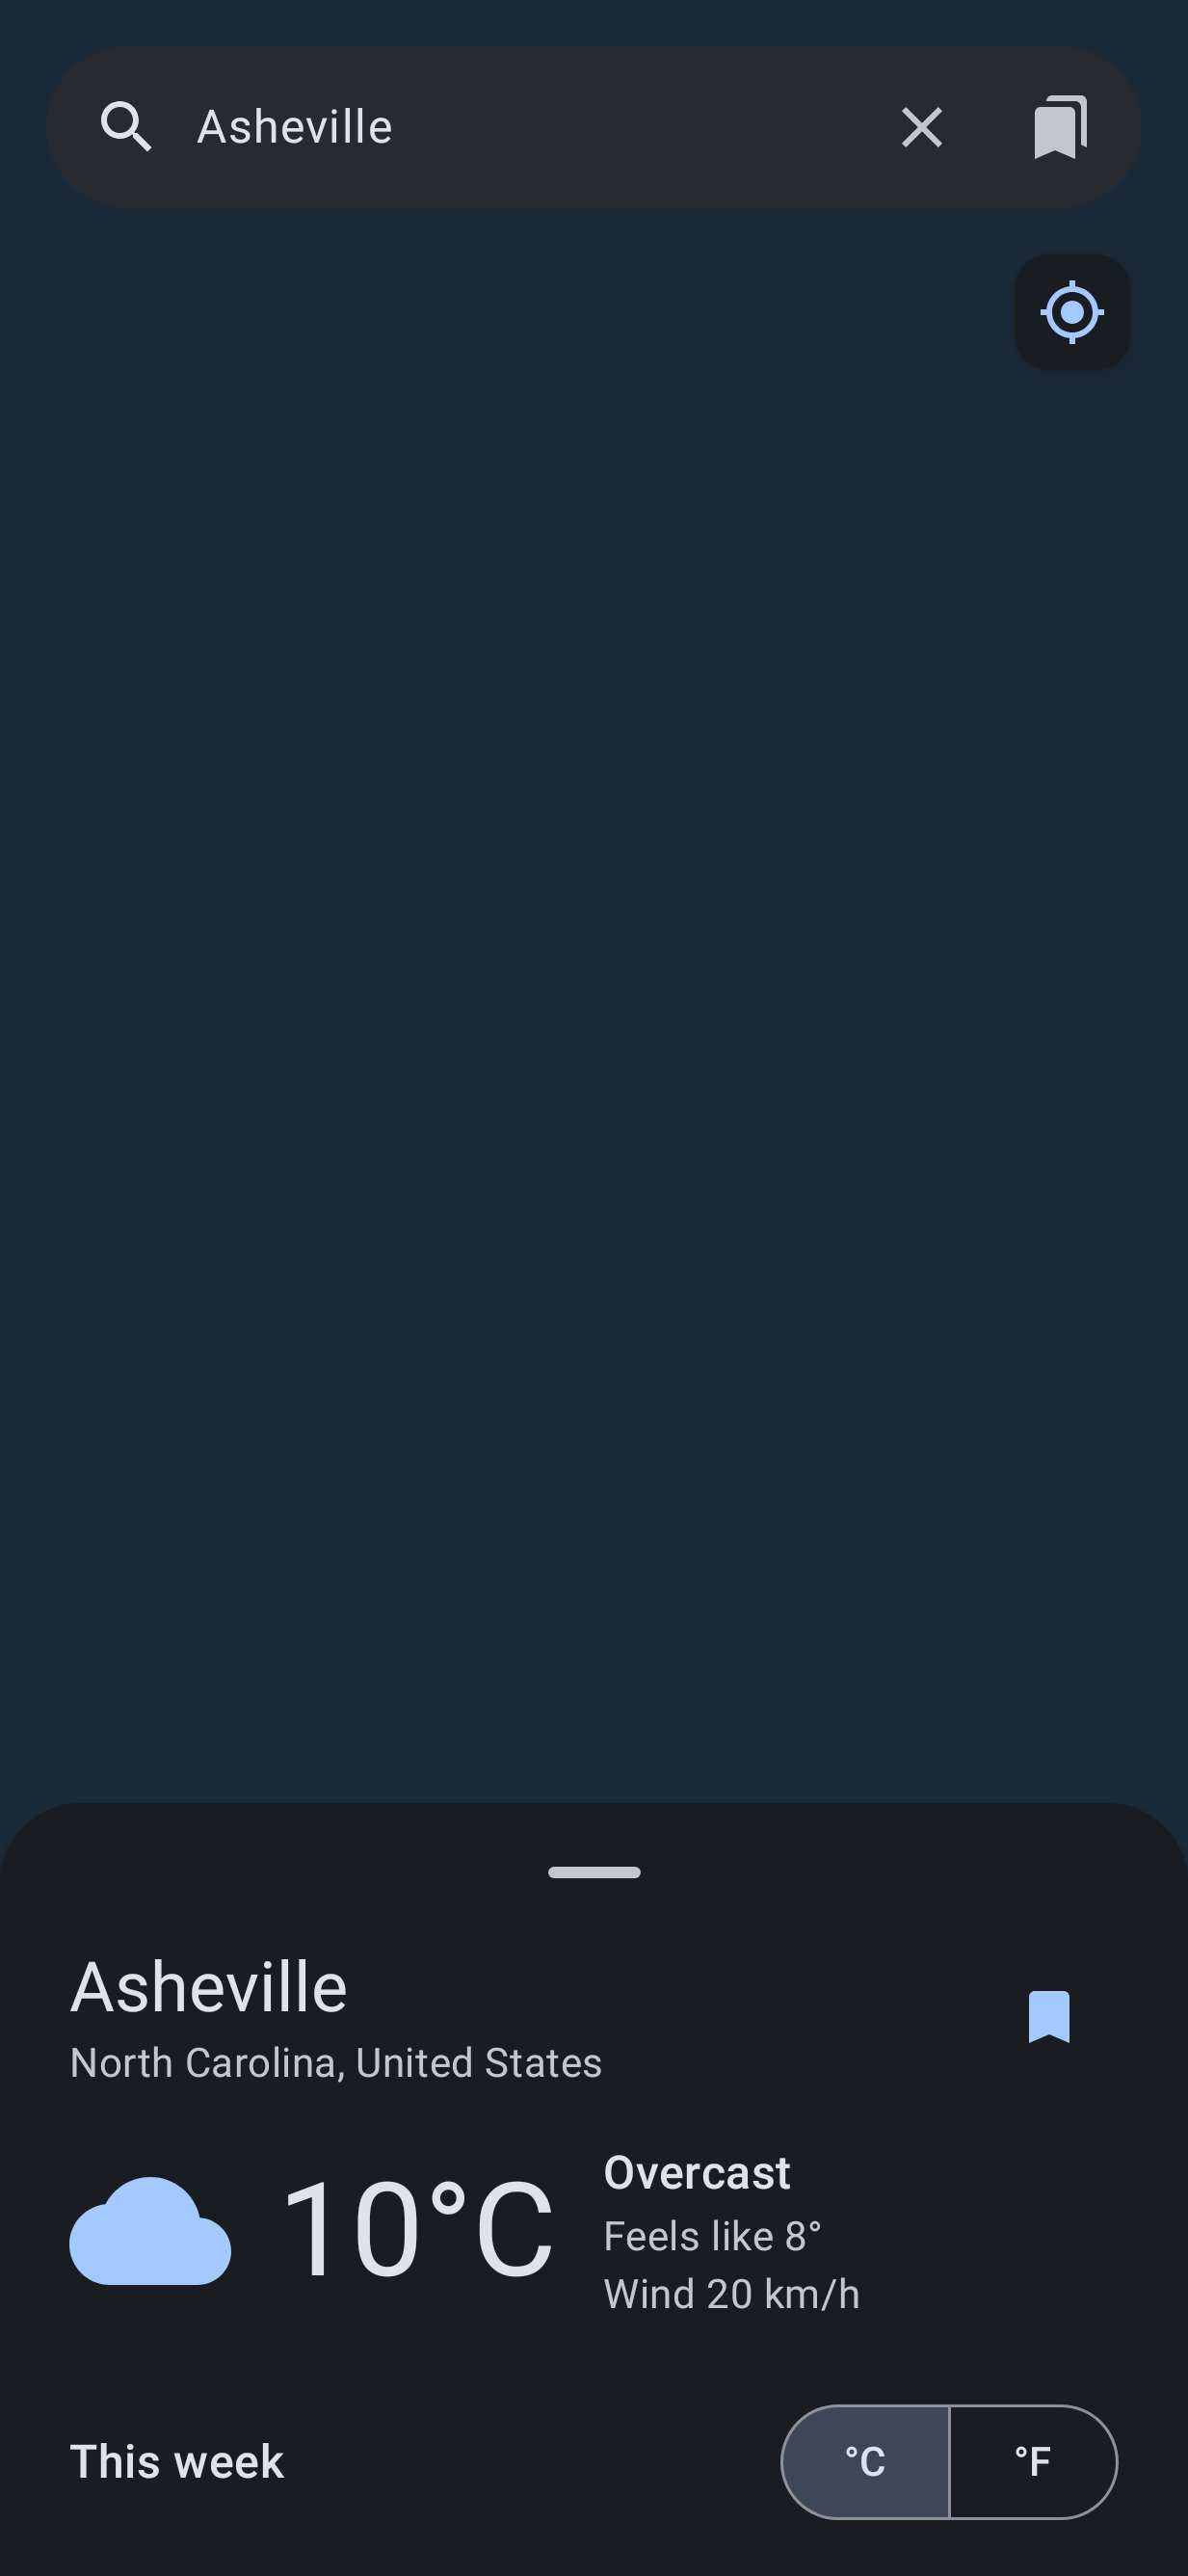 Asheville
Asheville
North Carolina, United States
10°C
Overcast
Feels like 8°
Wind 20 km/h
This week
°C
°F